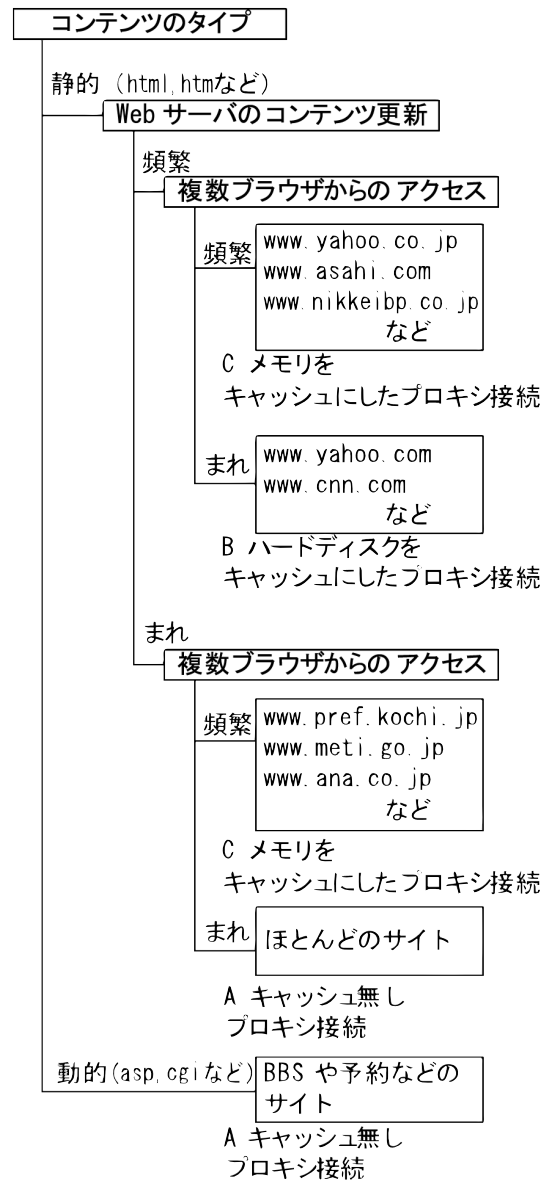 コンテンツのタイプ
静的 (html,htmなど)
Web サーバのコンテンツ更新
頻繁
複数ブラウザからの アクセス
頻繁
www.yahoo.co.jp
www.asahi.com
www.nikkeibp.co.jp
など
C メモリを
キャッシュにしたプロキシ接続
まれ
www.yahoo.com
www.cnn.com
など
B ハードディスクを
キャッシュにしたプロキシ接続
まれ
複数ブラウザからの アクセス
頻繁
www.pref.kochi.jp
www.meti.go.jp
www.ana.co.jp
など
C メモリを
キャッシュにしたプロキシ接続
まれ
ほとんどのサイト
A キャッシュ無し
プロキシ接続
動的(asp,cgiなど)
BBS や予約などの
サイト
A キャッシュ無し
プロキシ接続